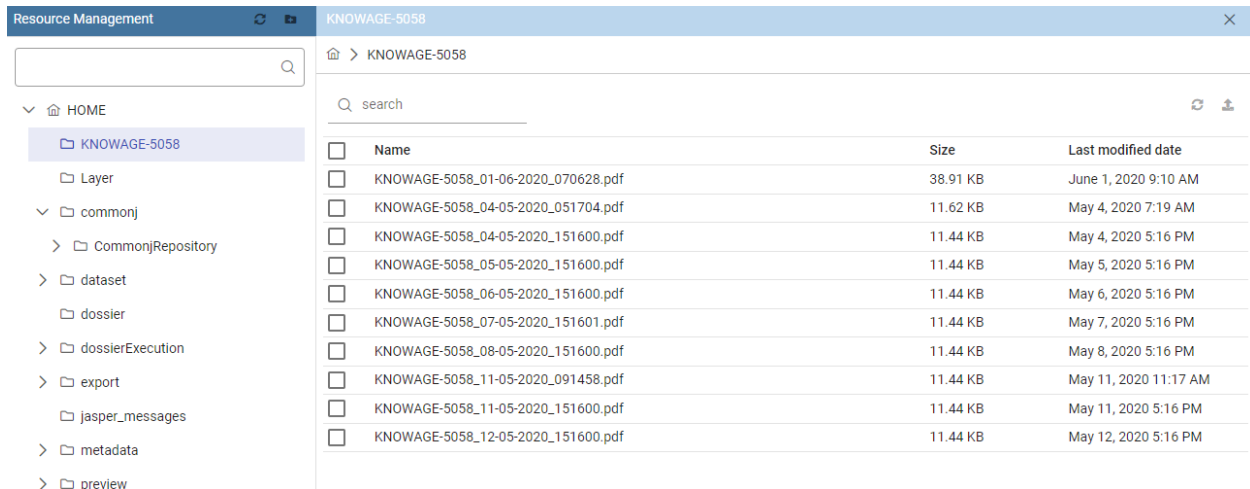 Resource Management
HOME
KNOWAGE-5058
Layer
commonj
CommonjRepository
dataset
dossier
dossierExecution
export
jasper_messages
metadata
preview
KNOWAGE-5058
KNOWAGE-5058
search
Name Size Last modified date
KNOWAGE-5058_01-06-2020_070628.pdf 38.91 KB June 1, 2020 9:10 AM
KNOWAGE-5058_04-05-2020_051704.pdf 11.62 KB May 4, 2020 7:19 AM
KNOWAGE-5058_04-05-2020_151600.pdf 11.44 KB May 4, 2020 5:16 PM
KNOWAGE-5058_05-05-2020_151600.pdf 11.44 KB May 5, 2020 5:16 PM
KNOWAGE-5058_06-05-2020_151600.pdf 11.44 KB May 6, 2020 5:16 PM
KNOWAGE-5058_07-05-2020_151601.pdf 11.44 KB May 7, 2020 5:16 PM
KNOWAGE-5058_08-05-2020_151600.pdf 11.44 KB May 8, 2020 5:16 PM
KNOWAGE-5058_11-05-2020_091458.pdf 11.44 KB May 11, 2020 11:17 AM
KNOWAGE-5058_11-05-2020_151600.pdf 11.44 KB May 11, 2020 5:16 PM
KNOWAGE-5058_12-05-2020_151600.pdf 11.44 KB May 12, 2020 5:16 PM